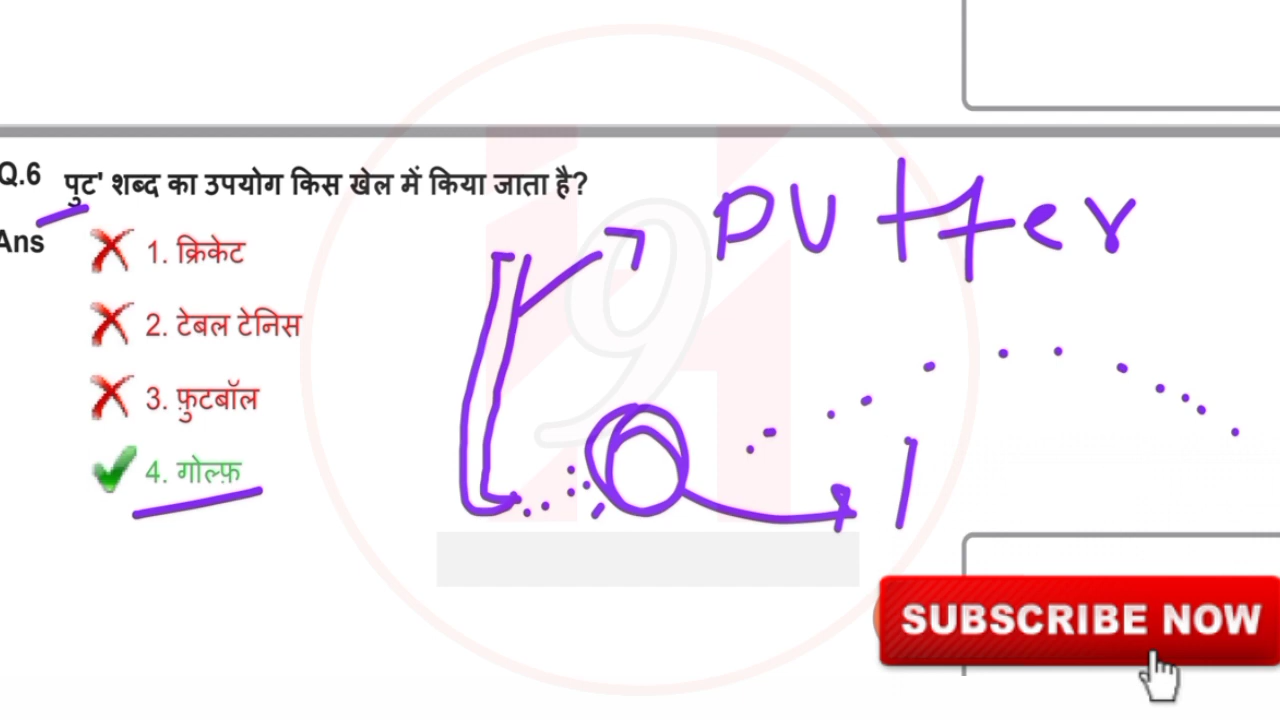 Q.6 पुट' शब्द का उपयोग किस खेल में किया जाता है?
Ans
1. क्रिकेट
2. टेबल टेनिस
3. फ़ुटबॉल
4. गोल्फ़
putter
SUBSCRIBE NOW